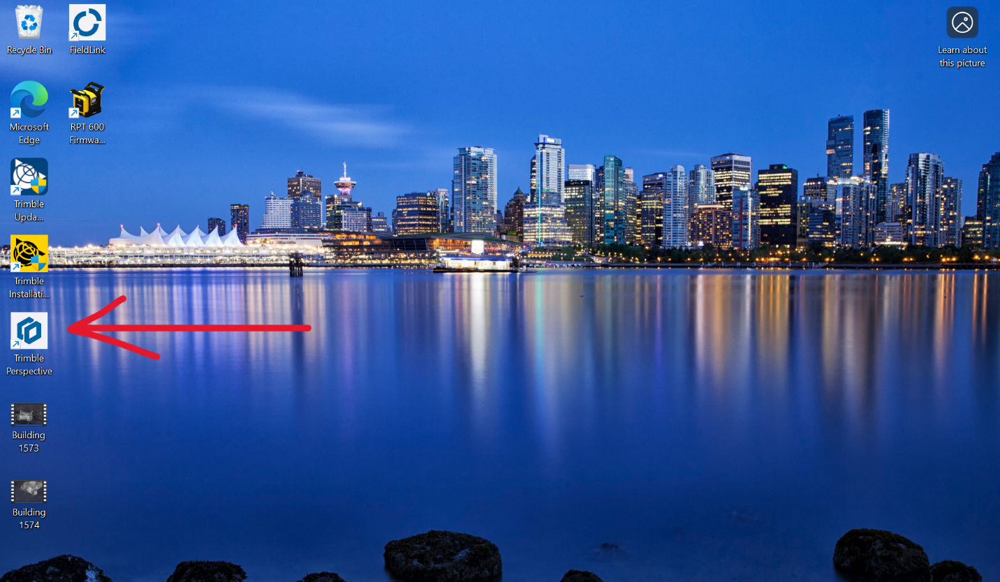 Recycle Bin
FieldLink
Learn about
this picture
Microsoft
Edge
RPT 600
Firmwa...
Trimble
Upda...
Trimble
Installati...
Trimble
Perspective
Building
1573
Building
1574